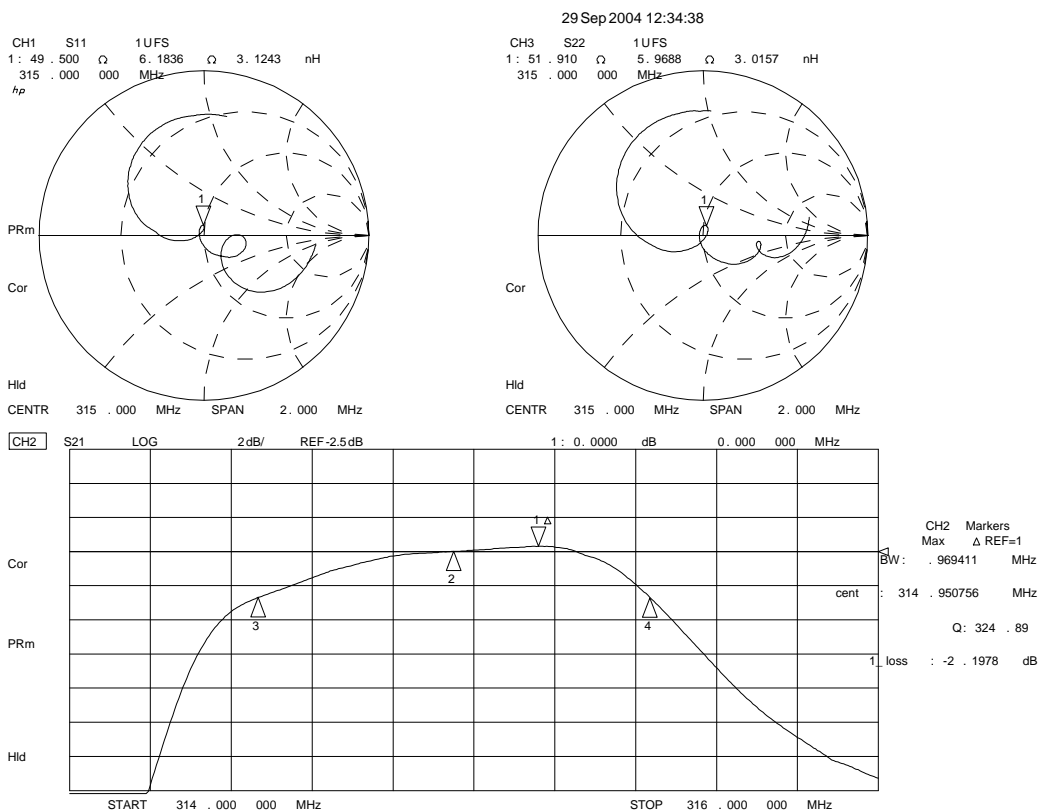 29 Sep 2004 12:34:38
CH1 S11 1 U FS
1 : 49 . 500 Ω 6 . 1836 Ω 3 . 1243 nH
315 . 000 000 MHz
hp
1
PRm
Cor
Hld
CENTR 315 . 000 MHz SPAN 2 . 000 MHz
CH3 S22 1 U FS
1 : 51 . 910 Ω 5 . 9688 Ω 3 . 0157 nH
315 . 000 000 MHz
1
PRm
Cor
Hld
CENTR 315 . 000 MHz SPAN 2 . 000 MHz
CH2 S21 LOG 2 dB/ REF -2.5 dB 1 : 0 . 0000 dB 0 . 000 000 MHz
1 Δ
2
3
4
Cor
PRm
Hld
CH2 Markers
Max Δ REF=1
BW : . 969411 MHz
cent : 314 . 950756 MHz
Q : 324 . 89
1_ loss : -2 . 1978 dB
START 314 . 000 000 MHz STOP 316 . 000 000 MHz